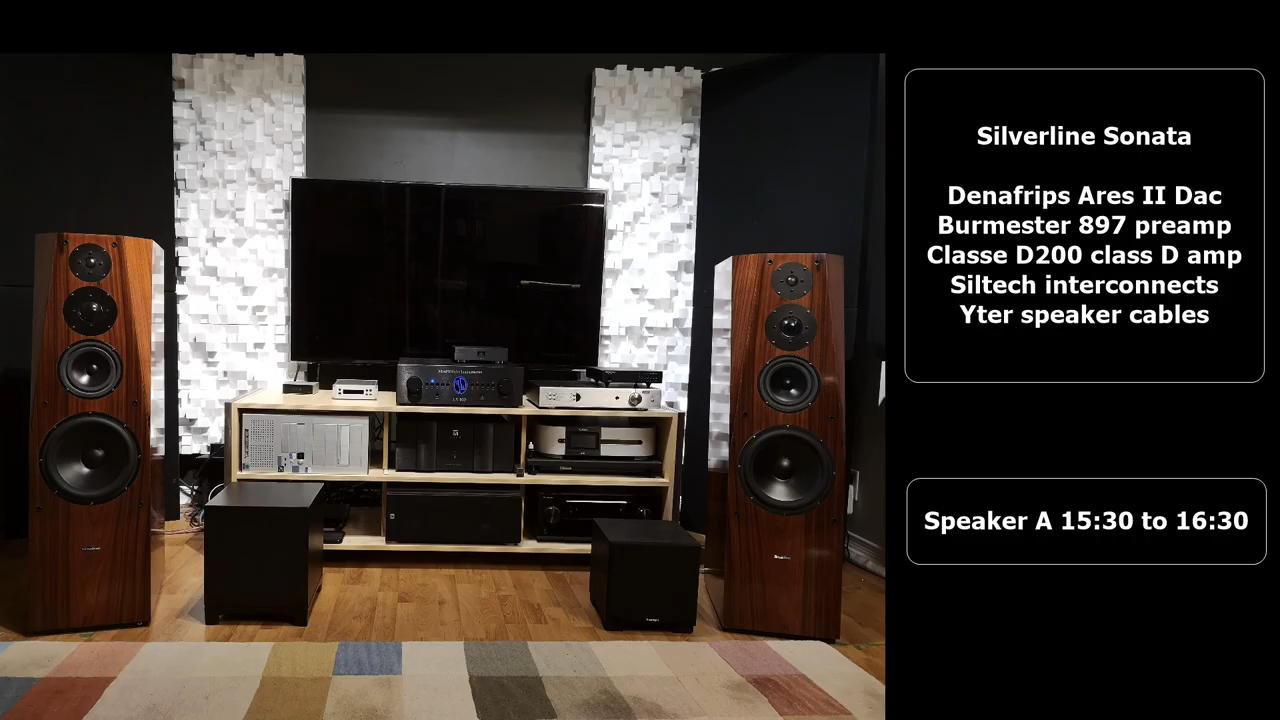 Silverline Sonata
Denafrips Ares II Dac
Burmester 897 preamp
Classe D200 class D amp
Siltech interconnects
Yter speaker cables
Speaker A 15:30 to 16:30